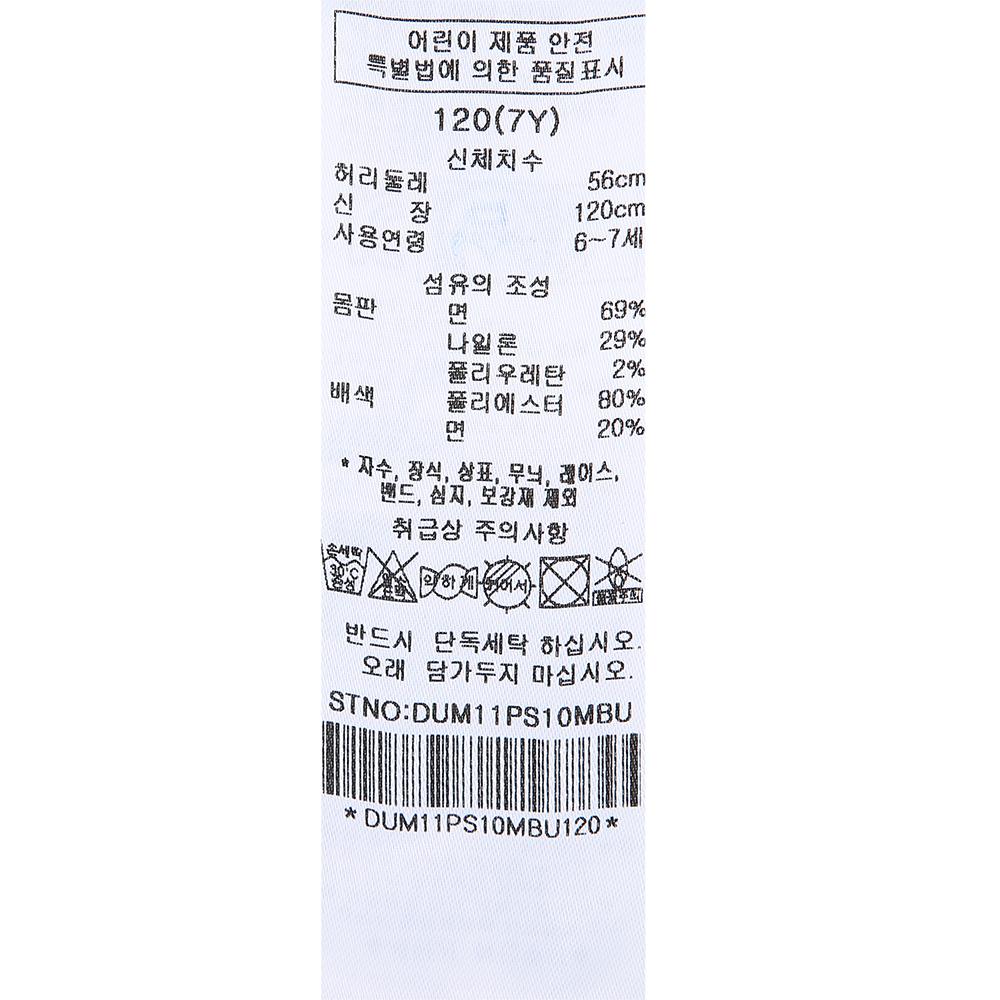 어린이 제품 안전
특별법에 의한 품질표시
120(7Y)
신체치수
허리둘레 56cm
신 장 120cm
사용연령 6~7세
섬유의 조성
몸판 면 69%
나일론 29%
폴리우레탄 2%
배색 폴리에스터 80%
면 20%
* 자수, 장식, 상표, 무늬, 레이스,
밴드, 심지, 보강재 제외
취급상 주의사항
손세탁
30℃
중성
약하게
뉘어서
반드시 단독세탁 하십시오.
오래 담가두지 마십시오.
STNO:DUM11PS10MBU
*DUM11PS10MBU120*